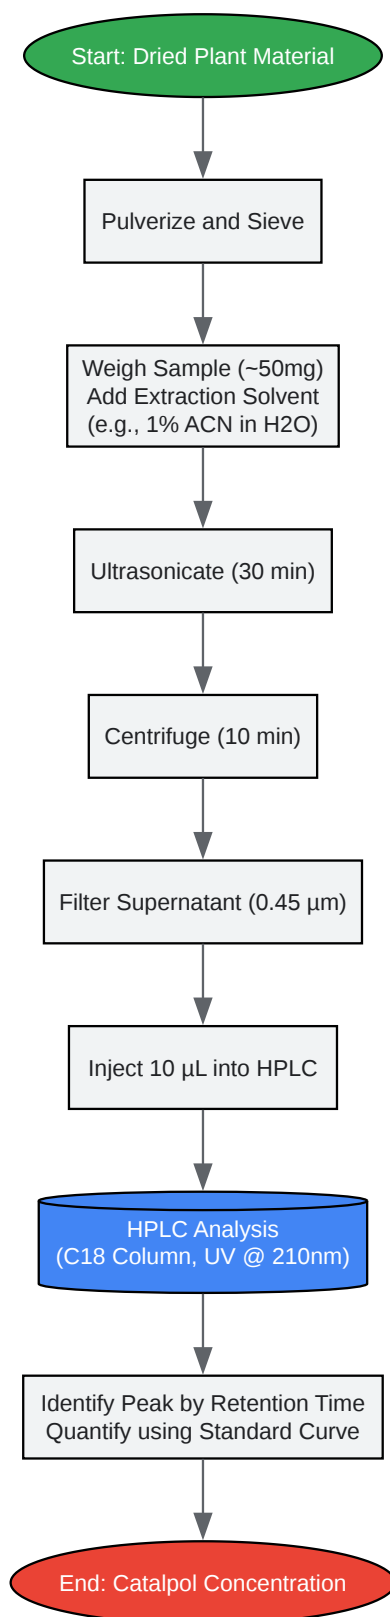 Start: Dried Plant Material
Pulverize and Sieve
Weigh Sample (~50mg)
Add Extraction Solvent
(e.g., 1% ACN in H2O)
Ultrasonicate (30 min)
Centrifuge (10 min)
Filter Supernatant (0.45 µm)
Inject 10 µL into HPLC
HPLC Analysis
(C18 Column, UV @ 210nm)
Identify Peak by Retention Time
Quantify using Standard Curve
End: Catalpol Concentration